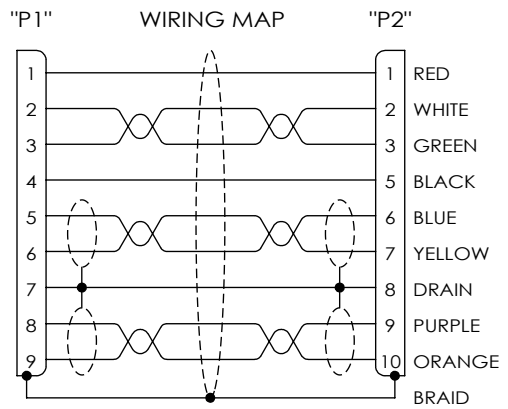 "P1" WIRING MAP "P2"
1 1 RED
2 2 WHITE
3 3 GREEN
4 5 BLACK
5 6 BLUE
6 7 YELLOW
7 8 DRAIN
8 9 PURPLE
9 10 ORANGE
BRAID